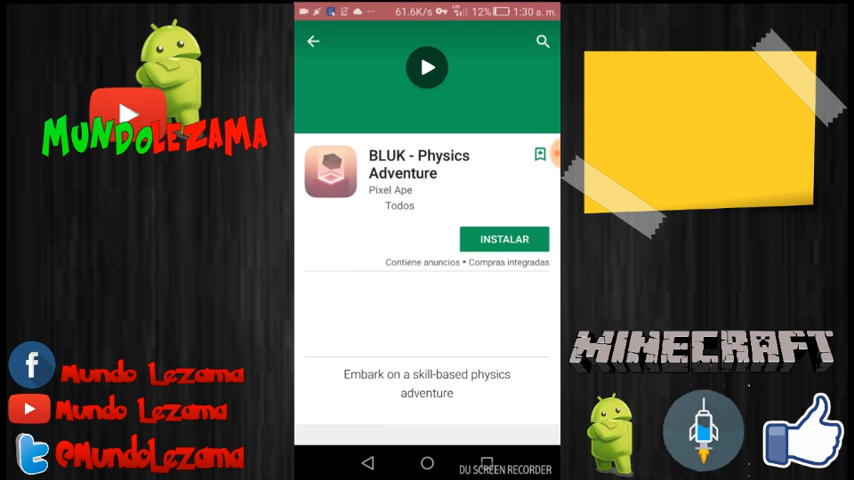 61.6K/s 12% 1:30 a. m.
MUNDOLEZAMA
BLUK - Physics
Adventure
Pixel Ape
Todos
INSTALAR
Contiene anuncios • Compras integradas
Embark on a skill-based physics
adventure
Mundo Lezama
Mundo Lezama
@MundoLezama
MINECRAFT
DU SCREEN RECORDER